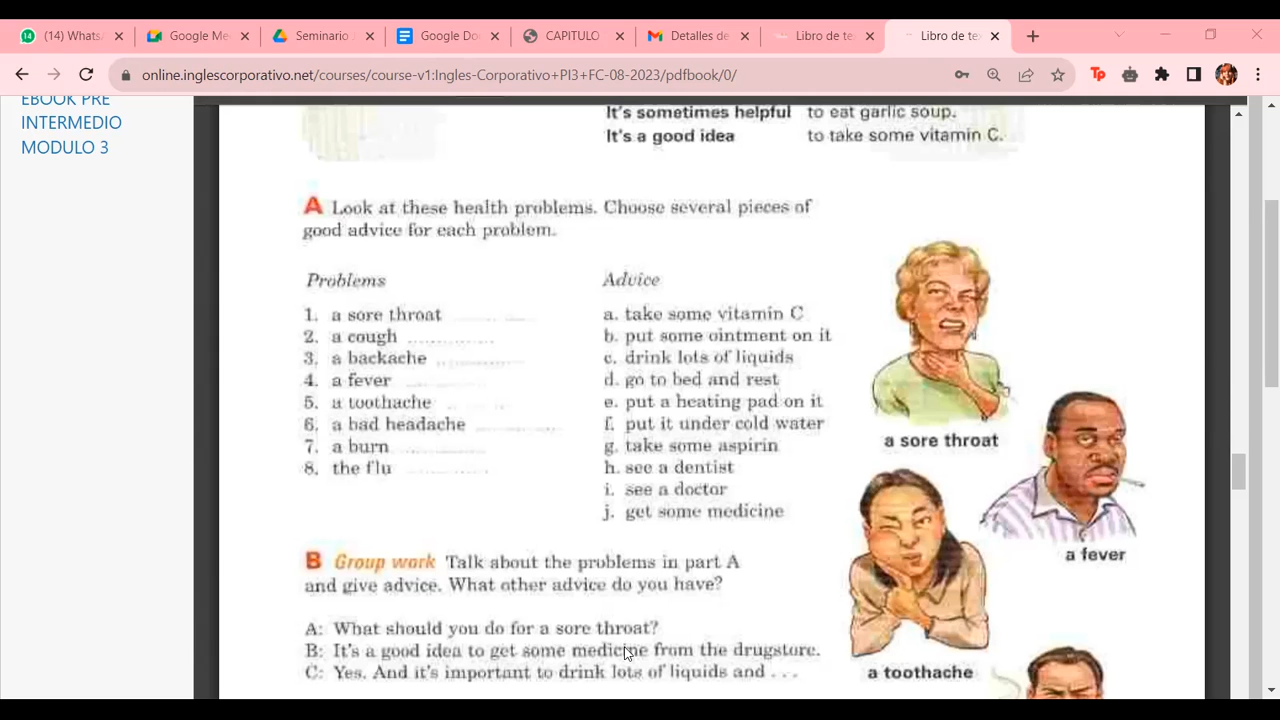 14
(14) Whats
Google Me
Seminario
Google Do
CAPITULO
Detalles de
Libro de te
Libro de te
online.inglescorporativo.net/courses/course-v1:Ingles-Corporativo+PI3+FC-08-2023/pdfbook/0/
EBOOK PRE
INTERMEDIO
MODULO 3
It's sometimes helpful to eat garlic soup.
It's a good idea to take some vitamin C.
A Look at these health problems. Choose several pieces of
good advice for each problem.
Problems
1. a sore throat ............
2. a cough ............
3. a backache ............
4. a fever ............
5. a toothache ............
6. a bad headache ............
7. a burn ............
8. the flu ............
Advice
a. take some vitamin C
b. put some ointment on it
c. drink lots of liquids
d. go to bed and rest
e. put a heating pad on it
f. put it under cold water
g. take some aspirin
h. see a dentist
i. see a doctor
j. get some medicine
a sore throat
a fever
a toothache
B Group work Talk about the problems in part A
and give advice. What other advice do you have?
A: What should you do for a sore throat?
B: It's a good idea to get some medicine from the drugstore.
C: Yes. And it's important to drink lots of liquids and . . .